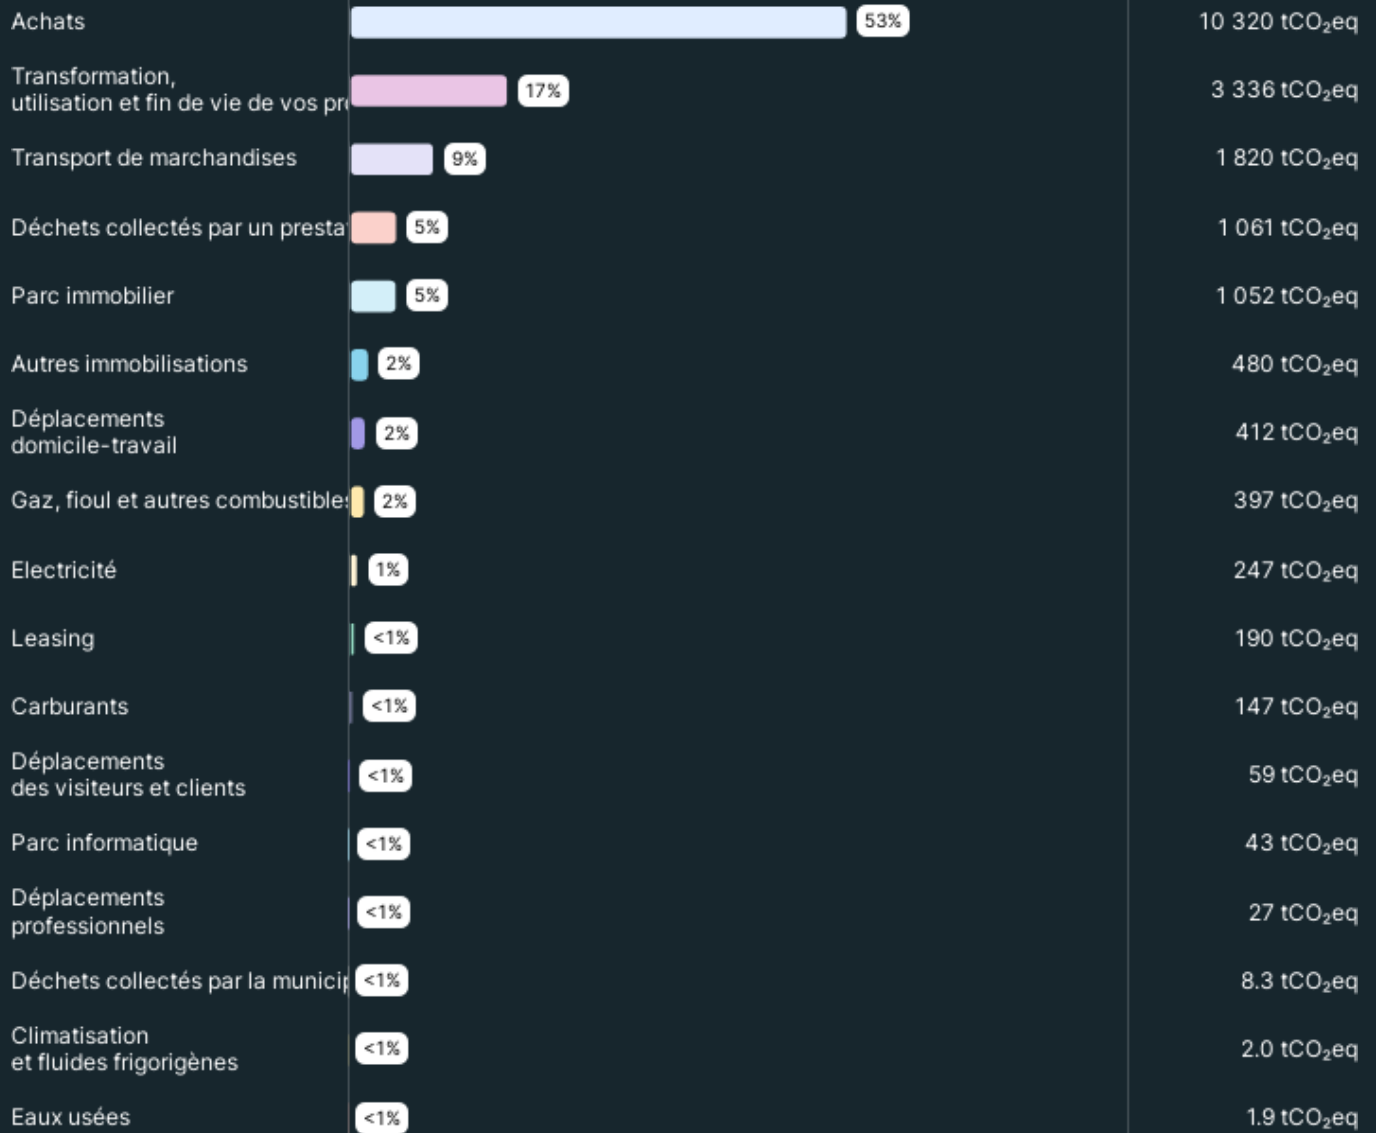 Achats 53% 10 320 tCO₂eq
Transformation,
utilisation et fin de vie de vos pro 17% 3 336 tCO₂eq
Transport de marchandises 9% 1 820 tCO₂eq
Déchets collectés par un prestat 5% 1 061 tCO₂eq
Parc immobilier 5% 1 052 tCO₂eq
Autres immobilisations 2% 480 tCO₂eq
Déplacements
domicile-travail 2% 412 tCO₂eq
Gaz, fioul et autres combustibles 2% 397 tCO₂eq
Electricité 1% 247 tCO₂eq
Leasing <1% 190 tCO₂eq
Carburants <1% 147 tCO₂eq
Déplacements
des visiteurs et clients <1% 59 tCO₂eq
Parc informatique <1% 43 tCO₂eq
Déplacements
professionnels <1% 27 tCO₂eq
Déchets collectés par la municip <1% 8.3 tCO₂eq
Climatisation
et fluides frigorigènes <1% 2.0 tCO₂eq
Eaux usées <1% 1.9 tCO₂eq